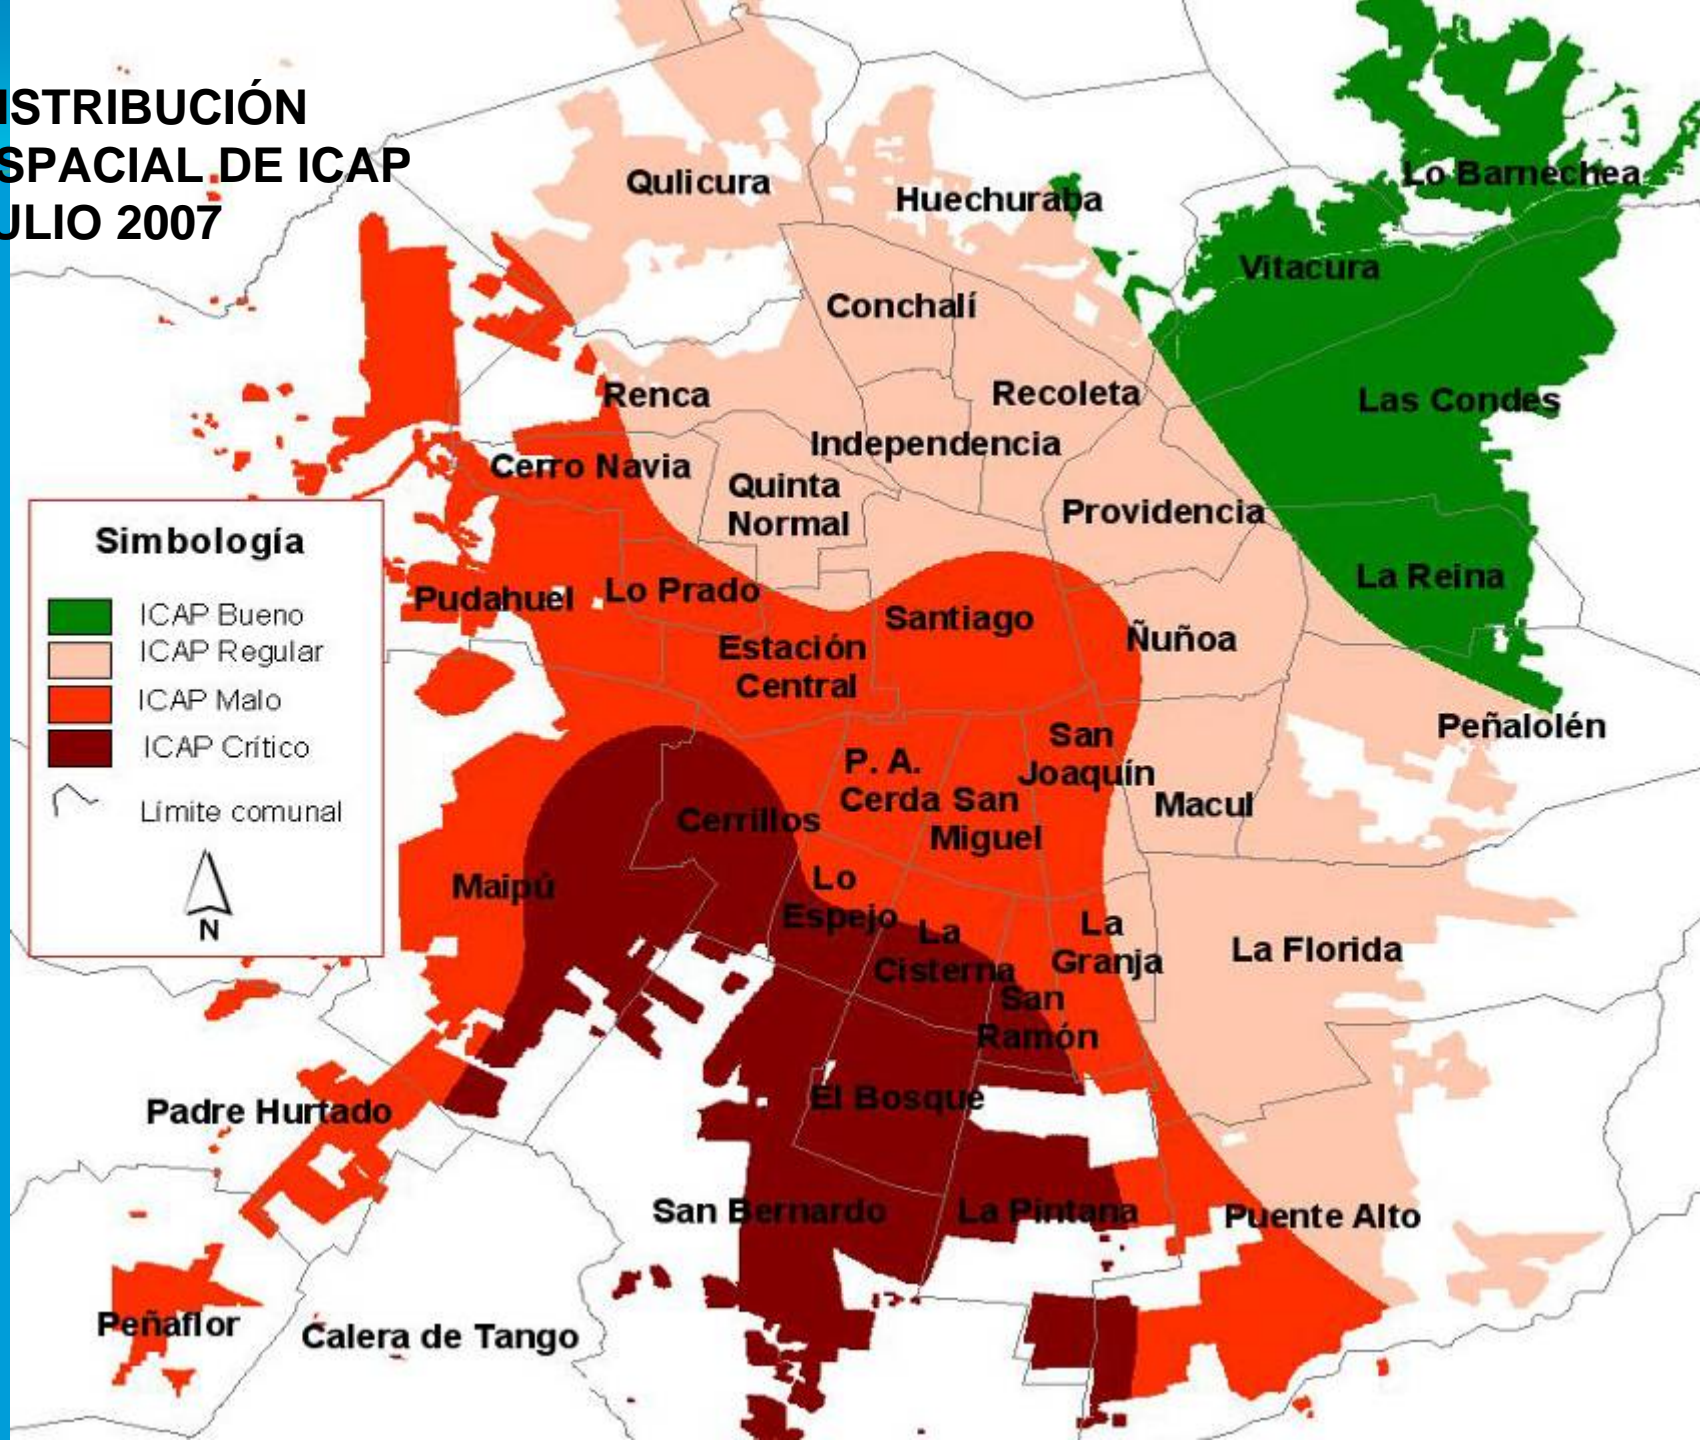 ISTRIBUCIÓN
SPACIAL DE ICAP
ULIO 2007
Qulicura
Huechuraba
Lo Barnechea
Vitacura
Conchalí
Renca
Recoleta
Las Condes
Independencia
Cerro Navia
Quinta
Normal
Providencia
La Reina
Pudahuel
Lo Prado
Santiago
Ñuñoa
Estación
Central
Peñalolén
San
Joaquín
P. A.
Cerda
San
Miguel
Macul
Cerrillos
Maipú
Lo
Espejo
La
Cisterna
La
Granja
La Florida
San
Ramón
El Bosque
Padre Hurtado
San Bernardo
La Pintana
Puente Alto
Peñaflor
Calera de Tango
Simbología
ICAP Bueno
ICAP Regular
ICAP Malo
ICAP Crítico
Límite comunal
N